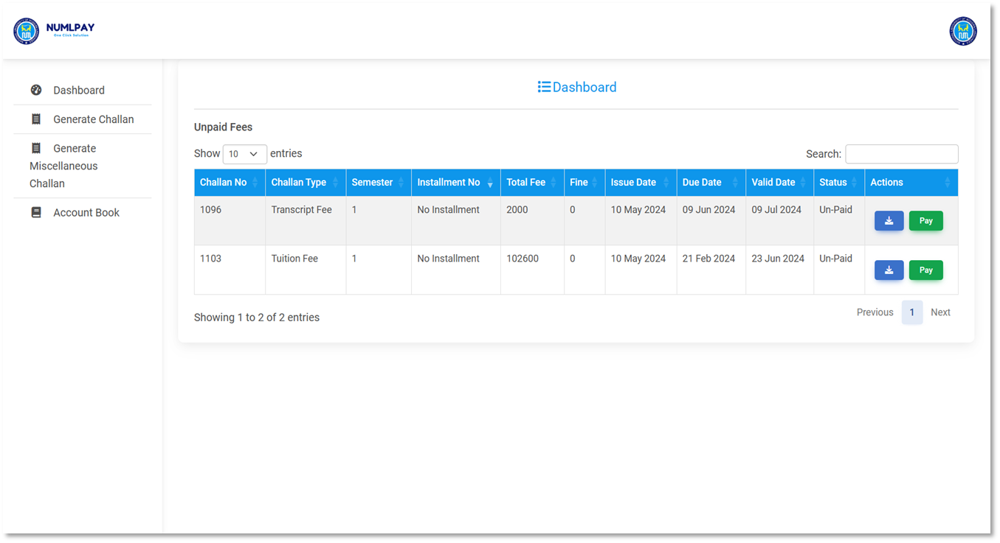 NUMLPAY
One Click Solution
Dashboard
Generate Challan
Generate
Miscellaneous
Challan
Account Book
Dashboard
Unpaid Fees
Show 10 entries Search:
Challan No Challan Type Semester Installment No Total Fee Fine Issue Date Due Date Valid Date Status Actions
1096 Transcript Fee 1 No Installment 2000 0 10 May 2024 09 Jun 2024 09 Jul 2024 Un-Paid Pay
1103 Tuition Fee 1 No Installment 102600 0 10 May 2024 21 Feb 2024 23 Jun 2024 Un-Paid Pay
Showing 1 to 2 of 2 entries Previous 1 Next